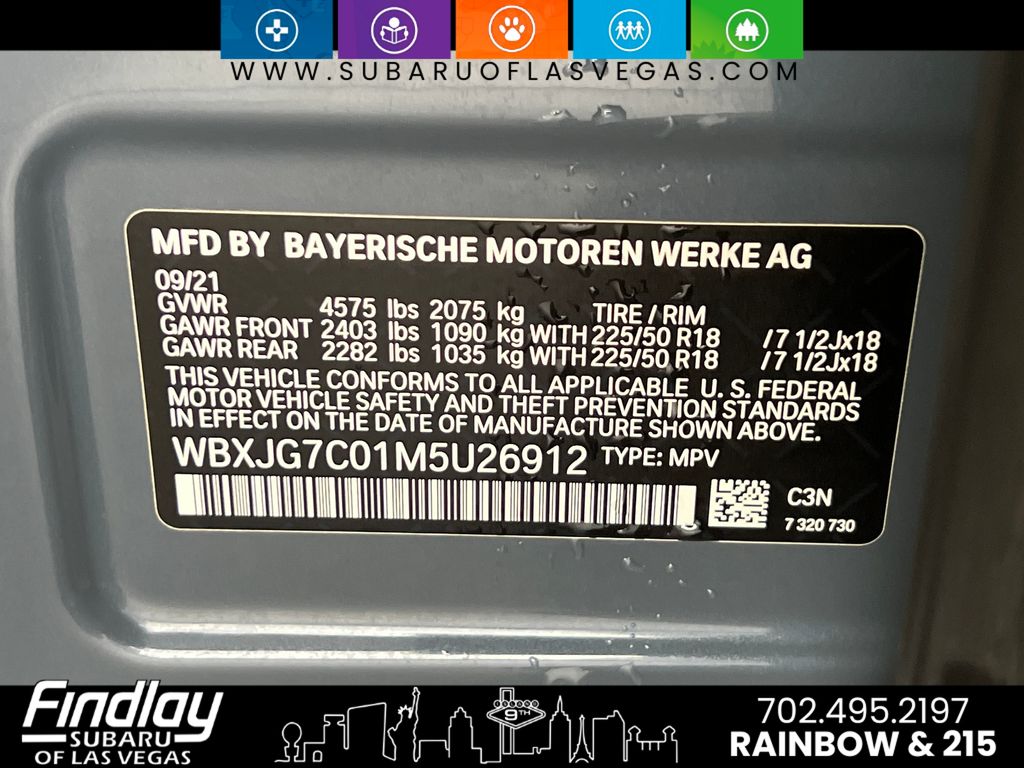 WWW.SUBARUOFLASVEGAS.COM
MFD BY BAYERISCHE MOTOREN WERKE AG
09/21
GVWR 4575 lbs 2075 kg TIRE / RIM
GAWR FRONT 2403 lbs 1090 kg WITH 225/50 R18 /7 1/2Jx18
GAWR REAR 2282 lbs 1035 kg WITH 225/50 R18 /7 1/2Jx18
THIS VEHICLE CONFORMS TO ALL APPLICABLE U. S. FEDERAL
MOTOR VEHICLE SAFETY AND THEFT PREVENTION STANDARDS
IN EFFECT ON THE DATE OF MANUFACTURE SHOWN ABOVE.
WBXJG7C01M5U26912 TYPE: MPV
C3N
7 320 730
Findlay
SUBARU
OF LAS VEGAS
9TH
702.495.2197
RAINBOW & 215